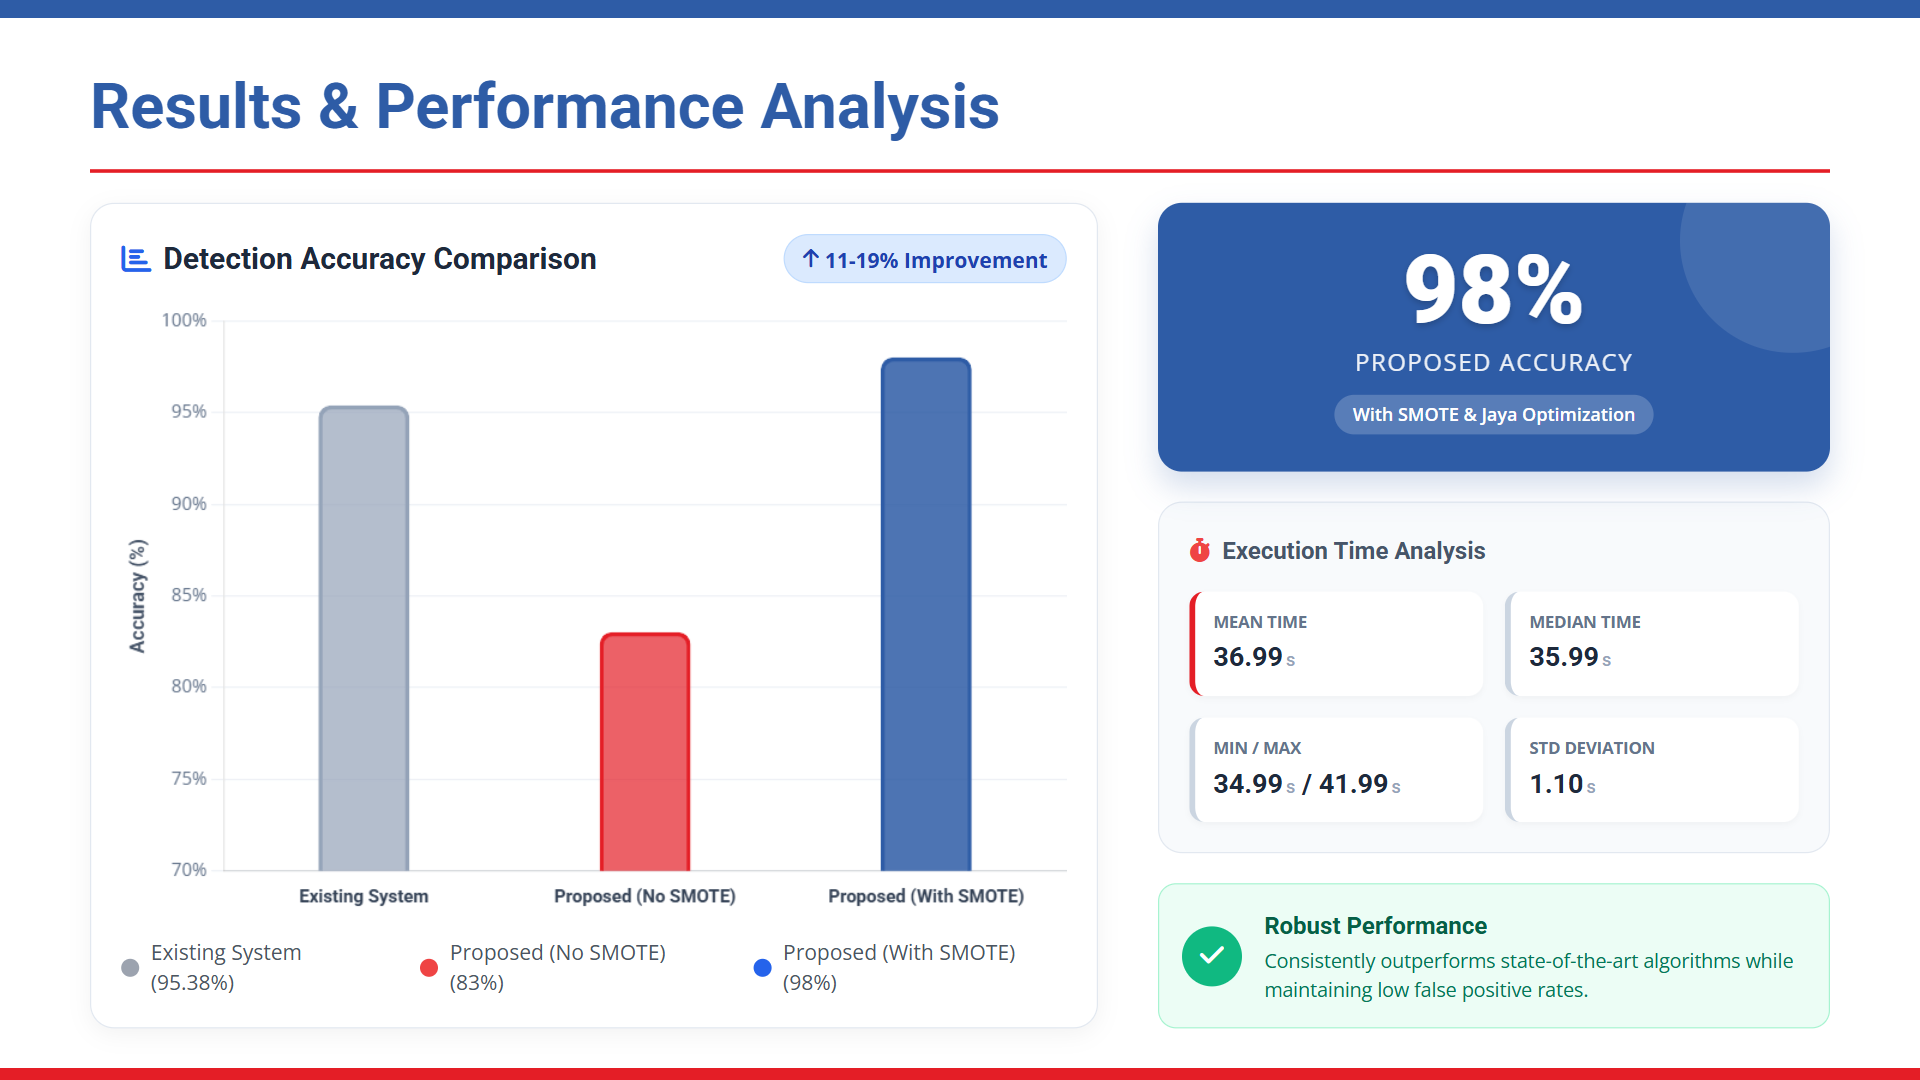 Results & Performance Analysis
Detection Accuracy Comparison
11-19% Improvement
100%
95%
90%
85%
80%
75%
70%
Accuracy (%)
Existing System
Proposed (No SMOTE)
Proposed (With SMOTE)
Existing System
(95.38%)
Proposed (No SMOTE)
(83%)
Proposed (With SMOTE)
(98%)
98%
PROPOSED ACCURACY
With SMOTE & Jaya Optimization
Execution Time Analysis
MEAN TIME
36.99 s
MEDIAN TIME
35.99 s
MIN / MAX
34.99 s / 41.99 s
STD DEVIATION
1.10 s
Robust Performance
Consistently outperforms state-of-the-art algorithms while
maintaining low false positive rates.